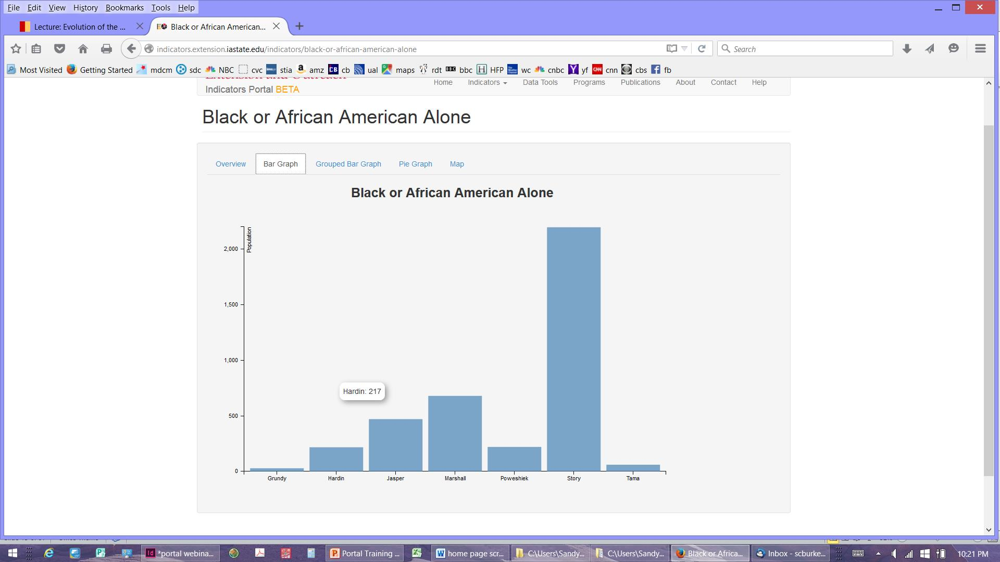 File Edit View History Bookmarks Tools Help
Lecture: Evolution of the ...
Black or African American...
indicators.extension.iastate.edu/indicators/black-or-african-american-alone
Search
Most Visited Getting Started mdcm sdc NBC cvc stia amz cb ual maps rdt bbc HFP wc cnbc yf cnn cbs fb
Extension and Outreach
Indicators Portal BETA
Home Indicators Data Tools Programs Publications About Contact Help
Black or African American Alone
Overview Bar Graph Grouped Bar Graph Pie Graph Map
Black or African American Alone
Population
2,000
1,500
1,000
500
0
Hardin: 217
Grundy Hardin Jasper Marshall Poweshiek Story Tama
*portal webina...
Portal Training ...
home page scr...
C:\Users\Sandy...
C:\Users\Sandy...
Black or Africa...
Inbox - scburke...
10:21 PM